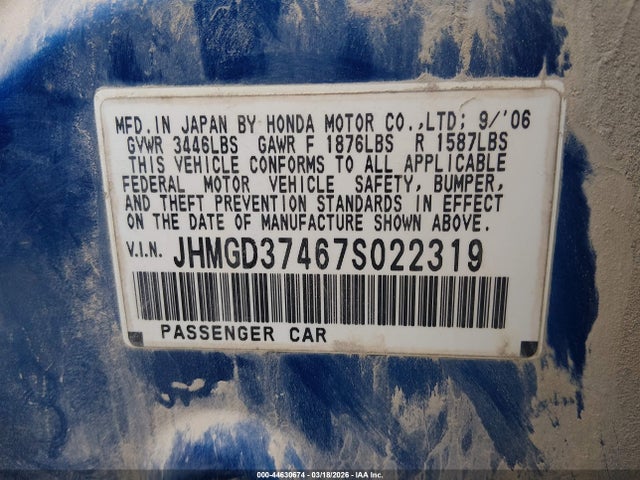 MFD. IN JAPAN BY HONDA MOTOR CO.,LTD; 9/'06
GVWR 3446LBS GAWR F 1876LBS R 1587LBS
THIS VEHICLE CONFORMS TO ALL APPLICABLE
FEDERAL MOTOR VEHICLE SAFETY, BUMPER,
AND THEFT PREVENTION STANDARDS IN EFFECT
ON THE DATE OF MANUFACTURE SHOWN ABOVE.
V.I.N. JHMGD37467S022319
PASSENGER CAR
000-44630674 - 03/18/2026 - IAA Inc.